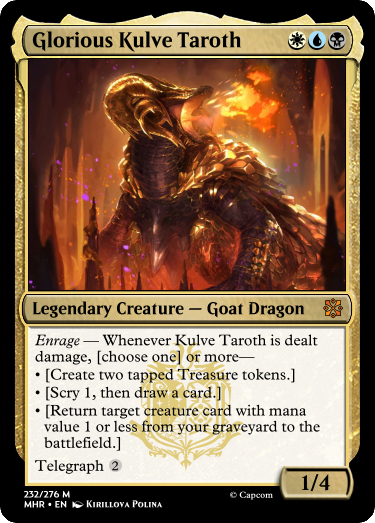 Glorious Kulve Taroth
Legendary Creature — Goat Dragon
Enrage — Whenever Kulve Taroth is dealt
damage, [choose one] or more—
• [Create two tapped Treasure tokens.]
• [Scry 1, then draw a card.]
• [Return target creature card with mana
value 1 or less from your graveyard to the
battlefield.]
Telegraph 2
1/4
232/276 M
MHR • EN Kirillova Polina
© Capcom